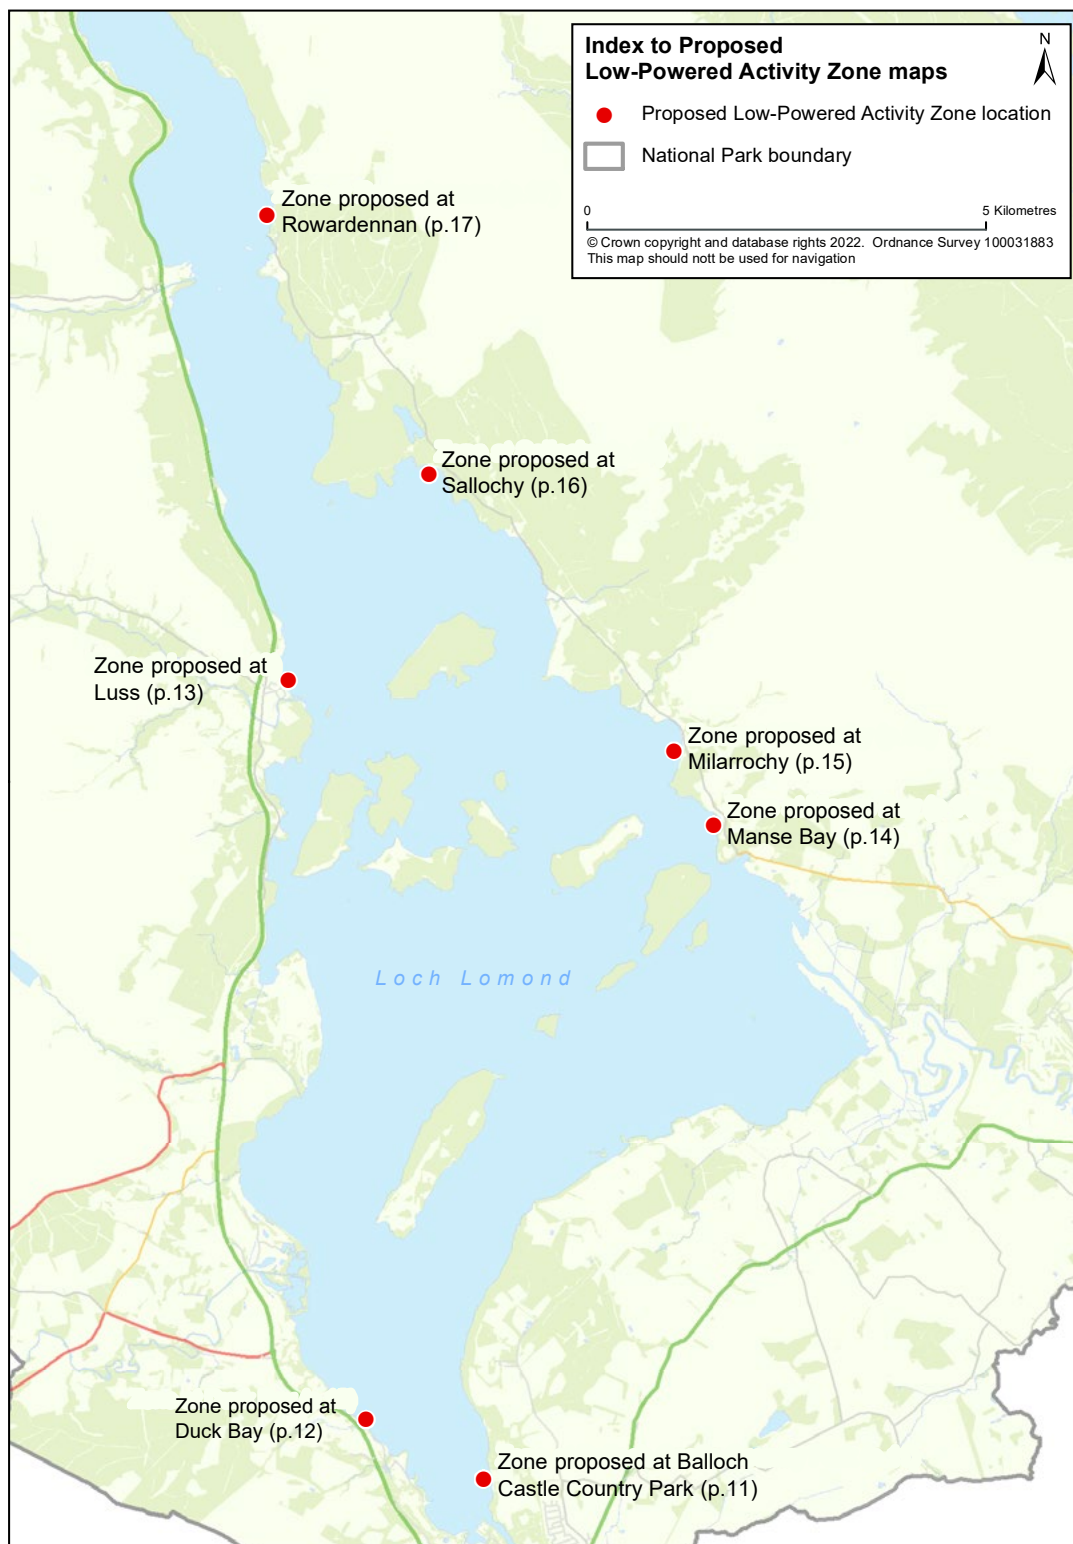 Index to Proposed
Low-Powered Activity Zone maps
N
Proposed Low-Powered Activity Zone location
National Park boundary
0
5 Kilometres
© Crown copyright and database rights 2022. Ordnance Survey 100031883
This map should nott be used for navigation
Zone proposed at
Rowardennan (p.17)
Zone proposed at
Sallochy (p.16)
Zone proposed at
Luss (p.13)
Zone proposed at
Milarrochy (p.15)
Zone proposed at
Manse Bay (p.14)
Loch Lomond
Zone proposed at
Duck Bay (p.12)
Zone proposed at Balloch
Castle Country Park (p.11)